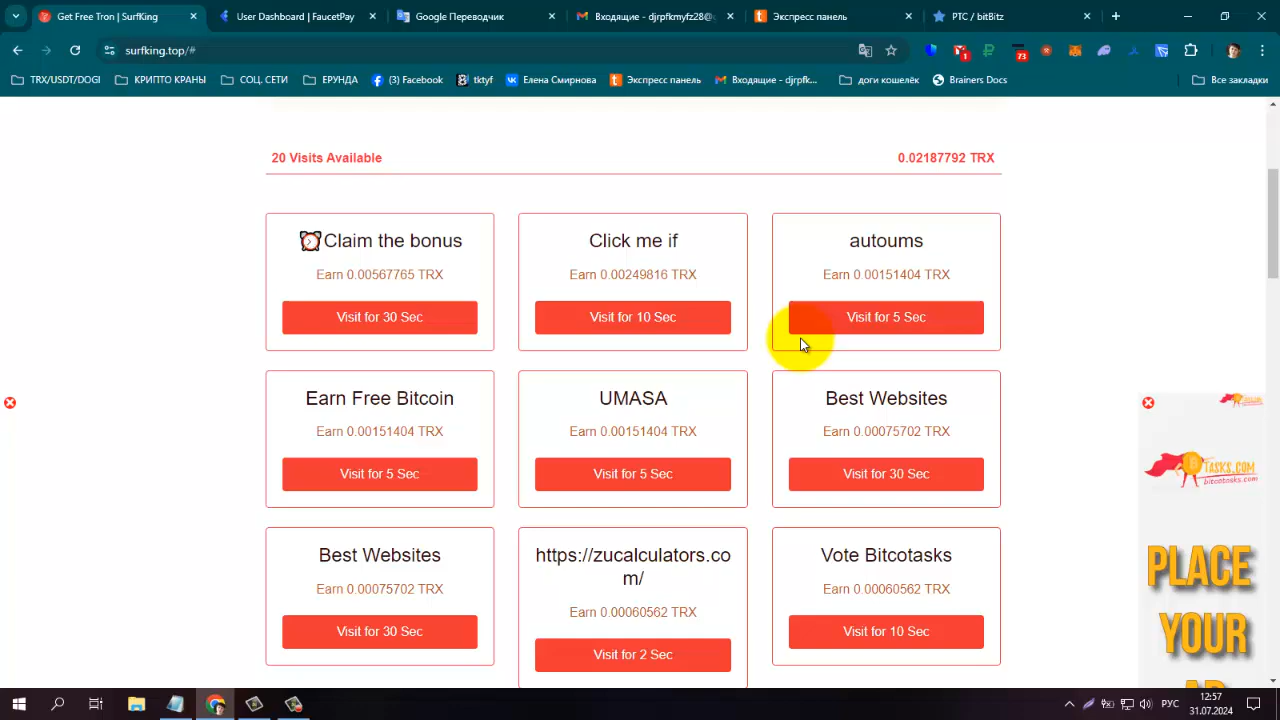 Get Free Tron | SurfKing
User Dashboard | FaucetPay
Google Переводчик
Входящие - djrpfkmyfz28@
Экспресс панель
PTC / bitBitz
surfking.top/#
1
73
TRX/USDT/DOGI
КРИПТО КРАНЫ
СОЦ. СЕТИ
ЕРУНДА
(3) Facebook
tktyf
Елена Смирнова
Экспресс панель
Входящие - djrpfk...
доги кошелёк
Brainers Docs
Все закладки
20 Visits Available
0.02187792 TRX
Claim the bonus
Earn 0.00567765 TRX
Visit for 30 Sec
Click me if
Earn 0.00249816 TRX
Visit for 10 Sec
autoums
Earn 0.00151404 TRX
Visit for 5 Sec
Earn Free Bitcoin
Earn 0.00151404 TRX
Visit for 5 Sec
UMASA
Earn 0.00151404 TRX
Visit for 5 Sec
Best Websites
Earn 0.00075702 TRX
Visit for 30 Sec
Best Websites
Earn 0.00075702 TRX
Visit for 30 Sec
https://zucalculators.co
m/
Earn 0.00060562 TRX
Visit for 2 Sec
Vote Bitcotasks
Earn 0.00060562 TRX
Visit for 10 Sec
TASKS.COM
bitcotasks.com
PLACE
YOUR
AD
РУС
12:57
31.07.2024